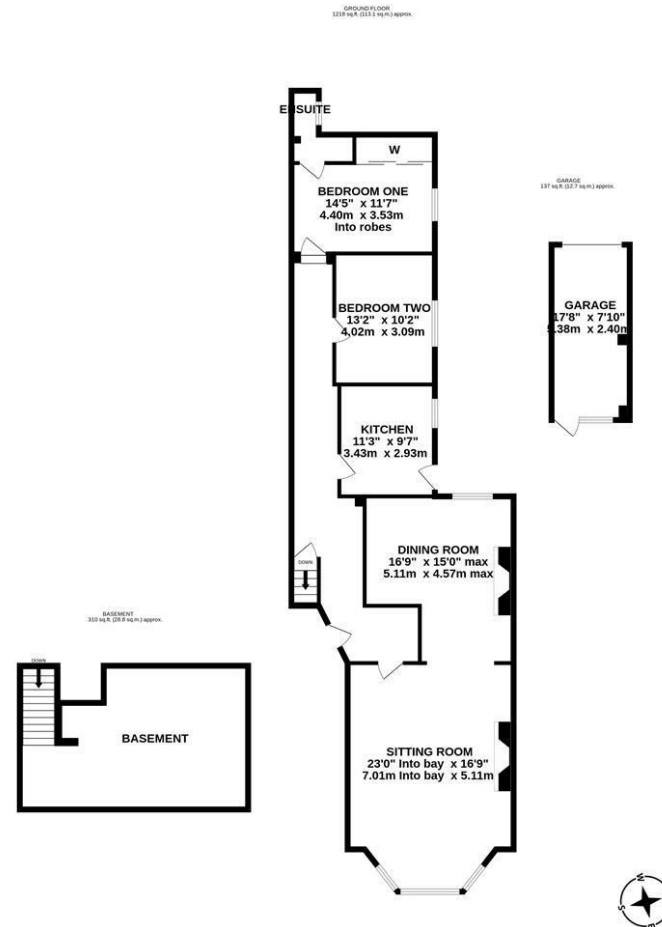 GROUND FLOOR
1218 sq.ft. (113.1 sq.m.) approx.
ENSUITE
W
BEDROOM ONE
14'5" x 11'7"
4.40m x 3.53m
Into robes
BEDROOM TWO
13'2" x 10'2"
4.02m x 3.09m
KITCHEN
11'3" x 9'7"
3.43m x 2.93m
DINING ROOM
16'9" x 15'0" max
5.11m x 4.57m max
DOWN
SITTING ROOM
23'0" Into bay x 16'9"
7.01m Into bay x 5.11m
GARAGE
137 sq.ft. (12.7 sq.m.) approx.
GARAGE
17'8" x 7'10"
5.38m x 2.40m
BASEMENT
310 sq.ft. (28.8 sq.m.) approx.
DOWN
BASEMENT
W
S
E